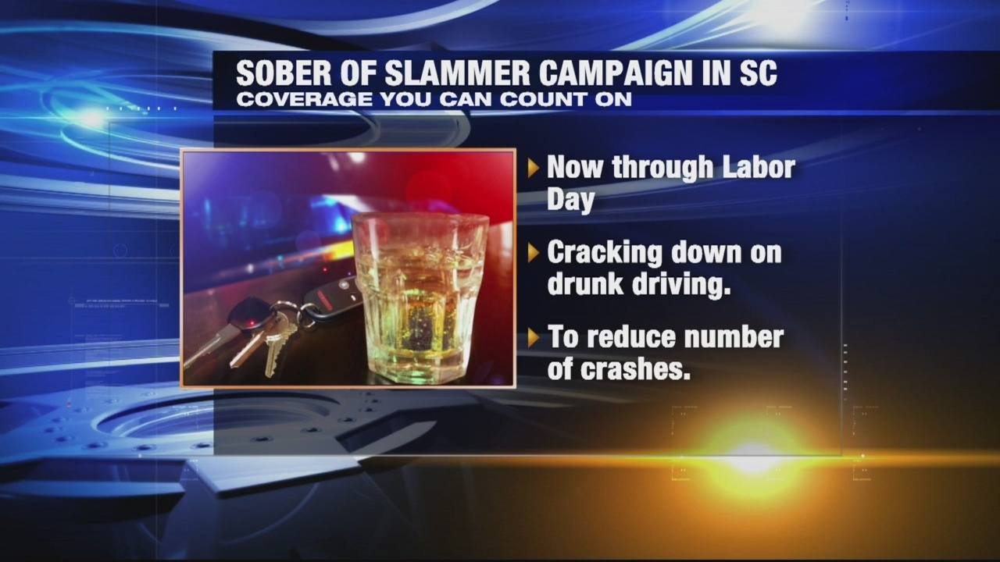 SOBER OF SLAMMER CAMPAIGN IN SC
COVERAGE YOU CAN COUNT ON
Now through Labor
Day
Cracking down on
drunk driving.
To reduce number
of crashes.